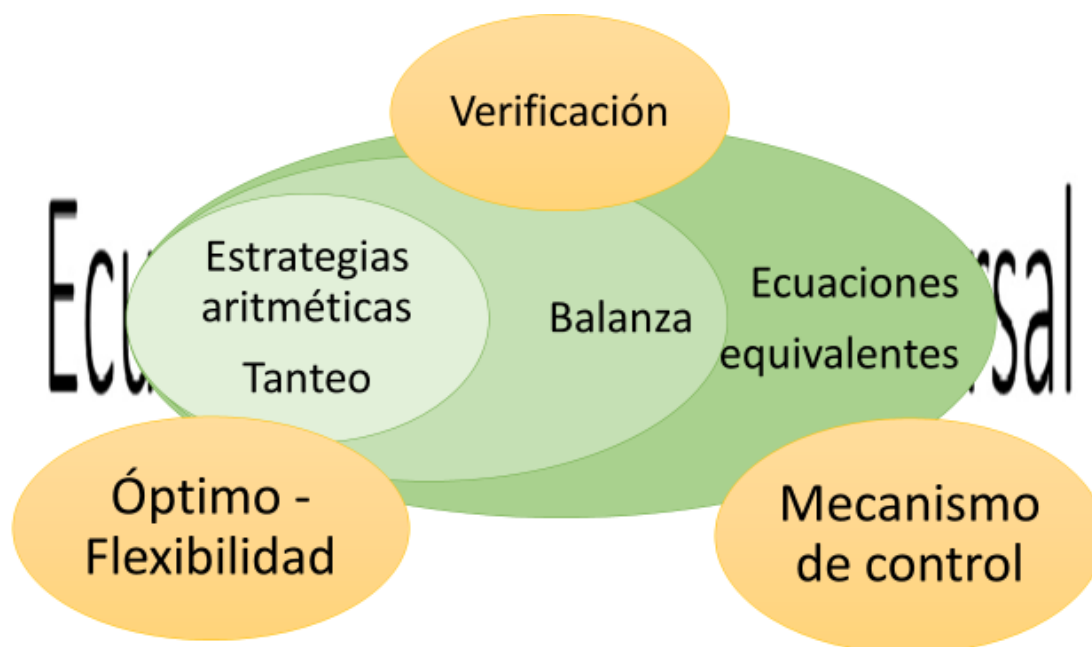 Verificación
Estrategias
aritméticas
Tanteo
Balanza
Ecuaciones
equivalentes
Óptimo -
Flexibilidad
Mecanismo
de control